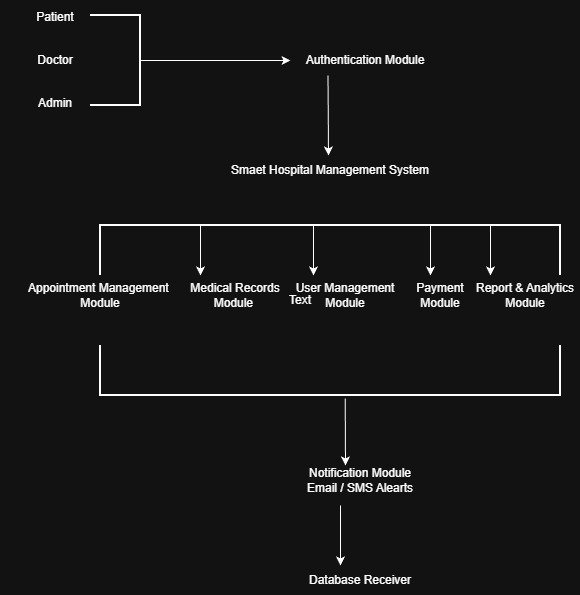 Patient
Doctor
Authentication Module
Admin
Smaet Hospital Management System
Appointment Management
Module
Medical Records
Module
User Management
Text Module
Payment
Module
Report & Analytics
Module
Notification Module
Email / SMS Alearts
Database Receiver